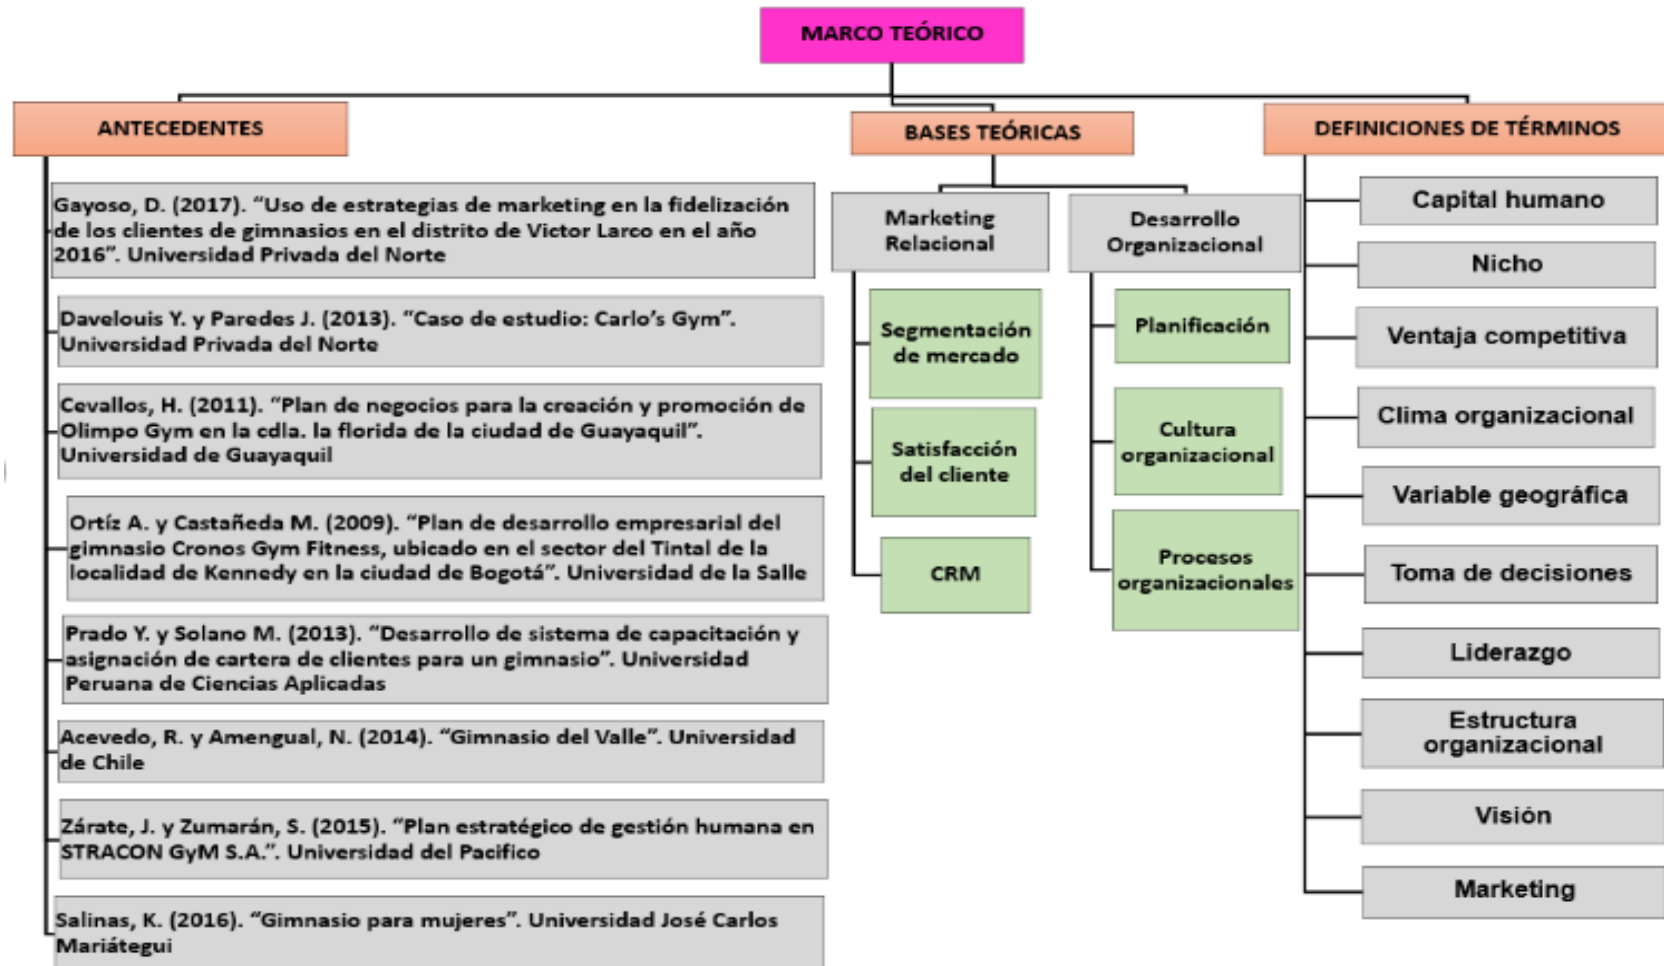 MARCO TEÓRICO
ANTECEDENTES
Gayoso, D. (2017). “Uso de estrategias de marketing en la fidelización
de los clientes de gimnasios en el distrito de Victor Larco en el año
2016”. Universidad Privada del Norte
Davelouis Y. y Paredes J. (2013). “Caso de estudio: Carlo’s Gym”.
Universidad Privada del Norte
Cevallos, H. (2011). “Plan de negocios para la creación y promoción de
Olimpo Gym en la cdla. la florida de la ciudad de Guayaquil”.
Universidad de Guayaquil
Ortíz A. y Castañeda M. (2009). “Plan de desarrollo empresarial del
gimnasio Cronos Gym Fitness, ubicado en el sector del Tintal de la
localidad de Kennedy en la ciudad de Bogotá”. Universidad de la Salle
Prado Y. y Solano M. (2013). “Desarrollo de sistema de capacitación y
asignación de cartera de clientes para un gimnasio”. Universidad
Peruana de Ciencias Aplicadas
Acevedo, R. y Amengual, N. (2014). “Gimnasio del Valle”. Universidad
de Chile
Zárate, J. y Zumarán, S. (2015). “Plan estratégico de gestión humana en
STRACON GyM S.A.”. Universidad del Pacifico
Salinas, K. (2016). “Gimnasio para mujeres”. Universidad José Carlos
Mariátegui
BASES TEÓRICAS
Marketing
Relacional
Segmentación
de mercado
Satisfacción
del cliente
CRM
Desarrollo
Organizacional
Planificación
Cultura
organizacional
Procesos
organizacionales
DEFINICIONES DE TÉRMINOS
Capital humano
Nicho
Ventaja competitiva
Clima organizacional
Variable geográfica
Toma de decisiones
Liderazgo
Estructura
organizacional
Visión
Marketing